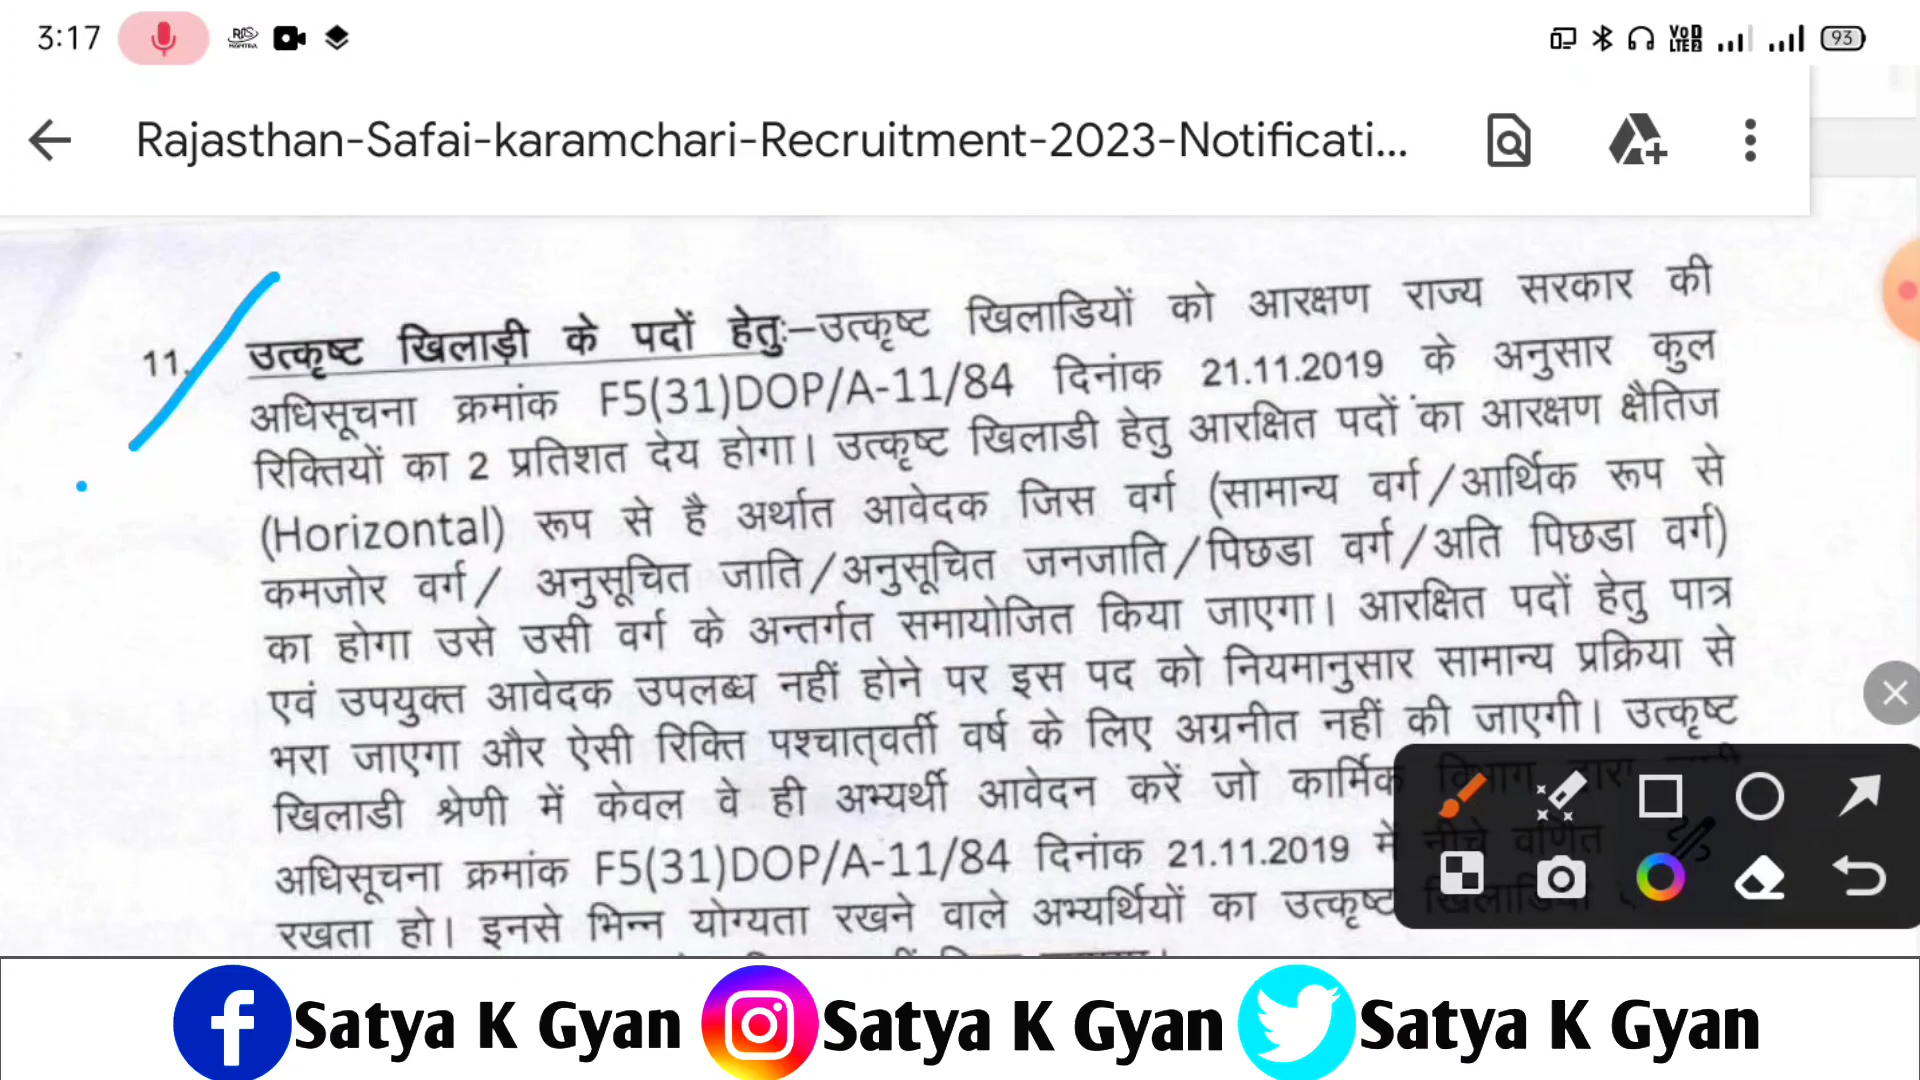 3:17
VoD LTE2 93
Rajasthan-Safai-karamchari-Recruitment-2023-Notificati...
11. उत्कृष्ट खिलाड़ी के पदों हेतुः–उत्कृष्ट खिलाडियों को आरक्षण राज्य सरकार की
अधिसूचना क्रमांक F5(31)DOP/A-11/84 दिनांक 21.11.2019 के अनुसार कुल
रिक्तियों का 2 प्रतिशत देय होगा। उत्कृष्ट खिलाडी हेतु आरक्षित पदों का आरक्षण क्षैतिज
(Horizontal) रूप से है अर्थात आवेदक जिस वर्ग (सामान्य वर्ग/आर्थिक रूप से
कमजोर वर्ग/ अनुसूचित जाति/अनुसूचित जनजाति/पिछडा वर्ग/अति पिछडा वर्ग)
का होगा उसे उसी वर्ग के अन्तर्गत समायोजित किया जाएगा। आरक्षित पदों हेतु पात्र
एवं उपयुक्त आवेदक उपलब्ध नहीं होने पर इस पद को नियमानुसार सामान्य प्रक्रिया से
भरा जाएगा और ऐसी रिक्ति पश्चात्वर्ती वर्ष के लिए अग्रनीत नहीं की जाएगी। उत्कृष्ट
खिलाडी श्रेणी में केवल वे ही अभ्यर्थी आवेदन करें जो कार्मिक विभाग द्वारा
अधिसूचना क्रमांक F5(31)DOP/A-11/84 दिनांक 21.11.2019 में नीचे वर्णित
रखता हो। इनसे भिन्न योग्यता रखने वाले अभ्यर्थियों का उत्कृष्ट
Satya K Gyan Satya K Gyan Satya K Gyan